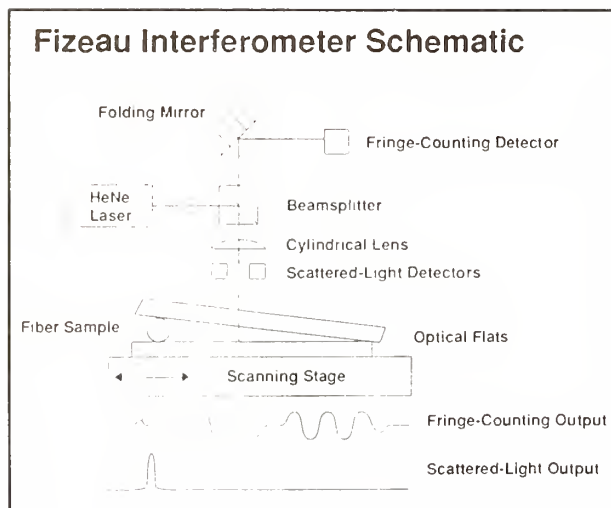 Fizeau Interferometer Schematic
Folding Mirror
Fringe-Counting Detector
HeNe
Laser
Beamsplitter
Cylindrical Lens
Scattered-Light Detectors
Fiber Sample
Optical Flats
Scanning Stage
Fringe-Counting Output
Scattered-Light Output